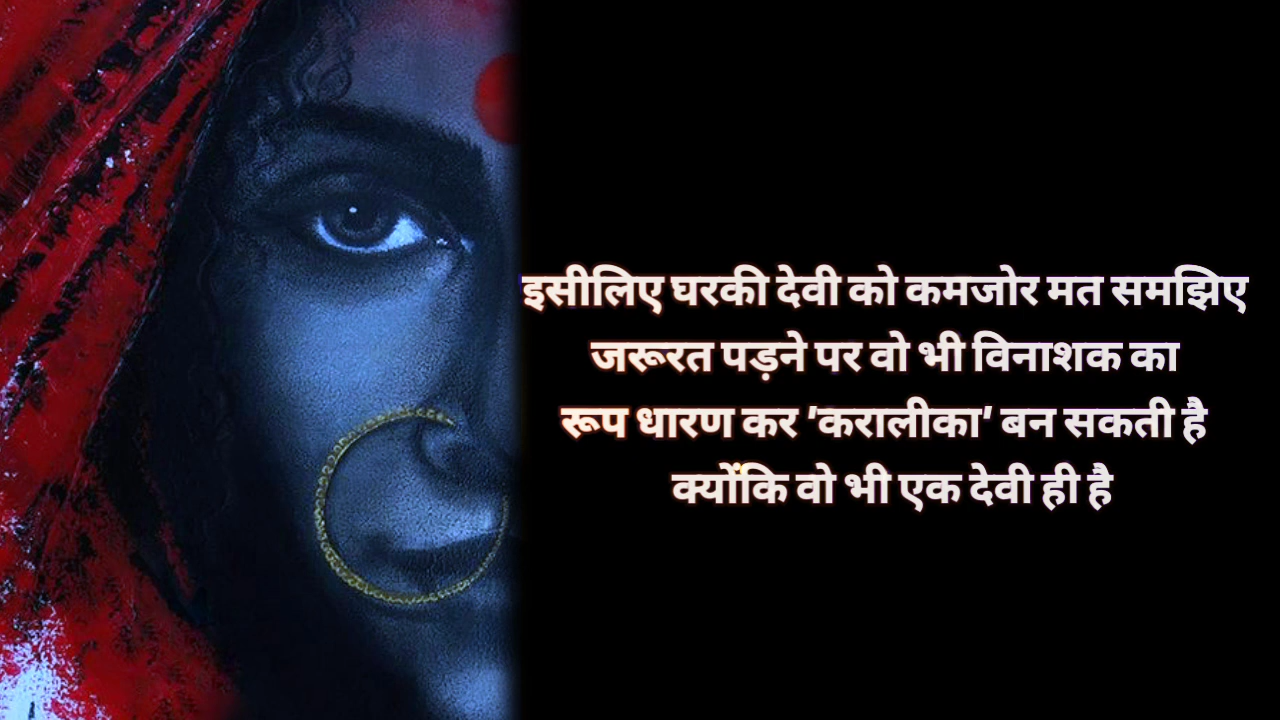 इसीलिए घरकी देवी को कमजोर मत समझिए
जरूरत पड़ने पर वो भी विनाशक का
रूप धारण कर 'करालीका' बन सकती है
क्योंकि वो भी एक देवी ही है